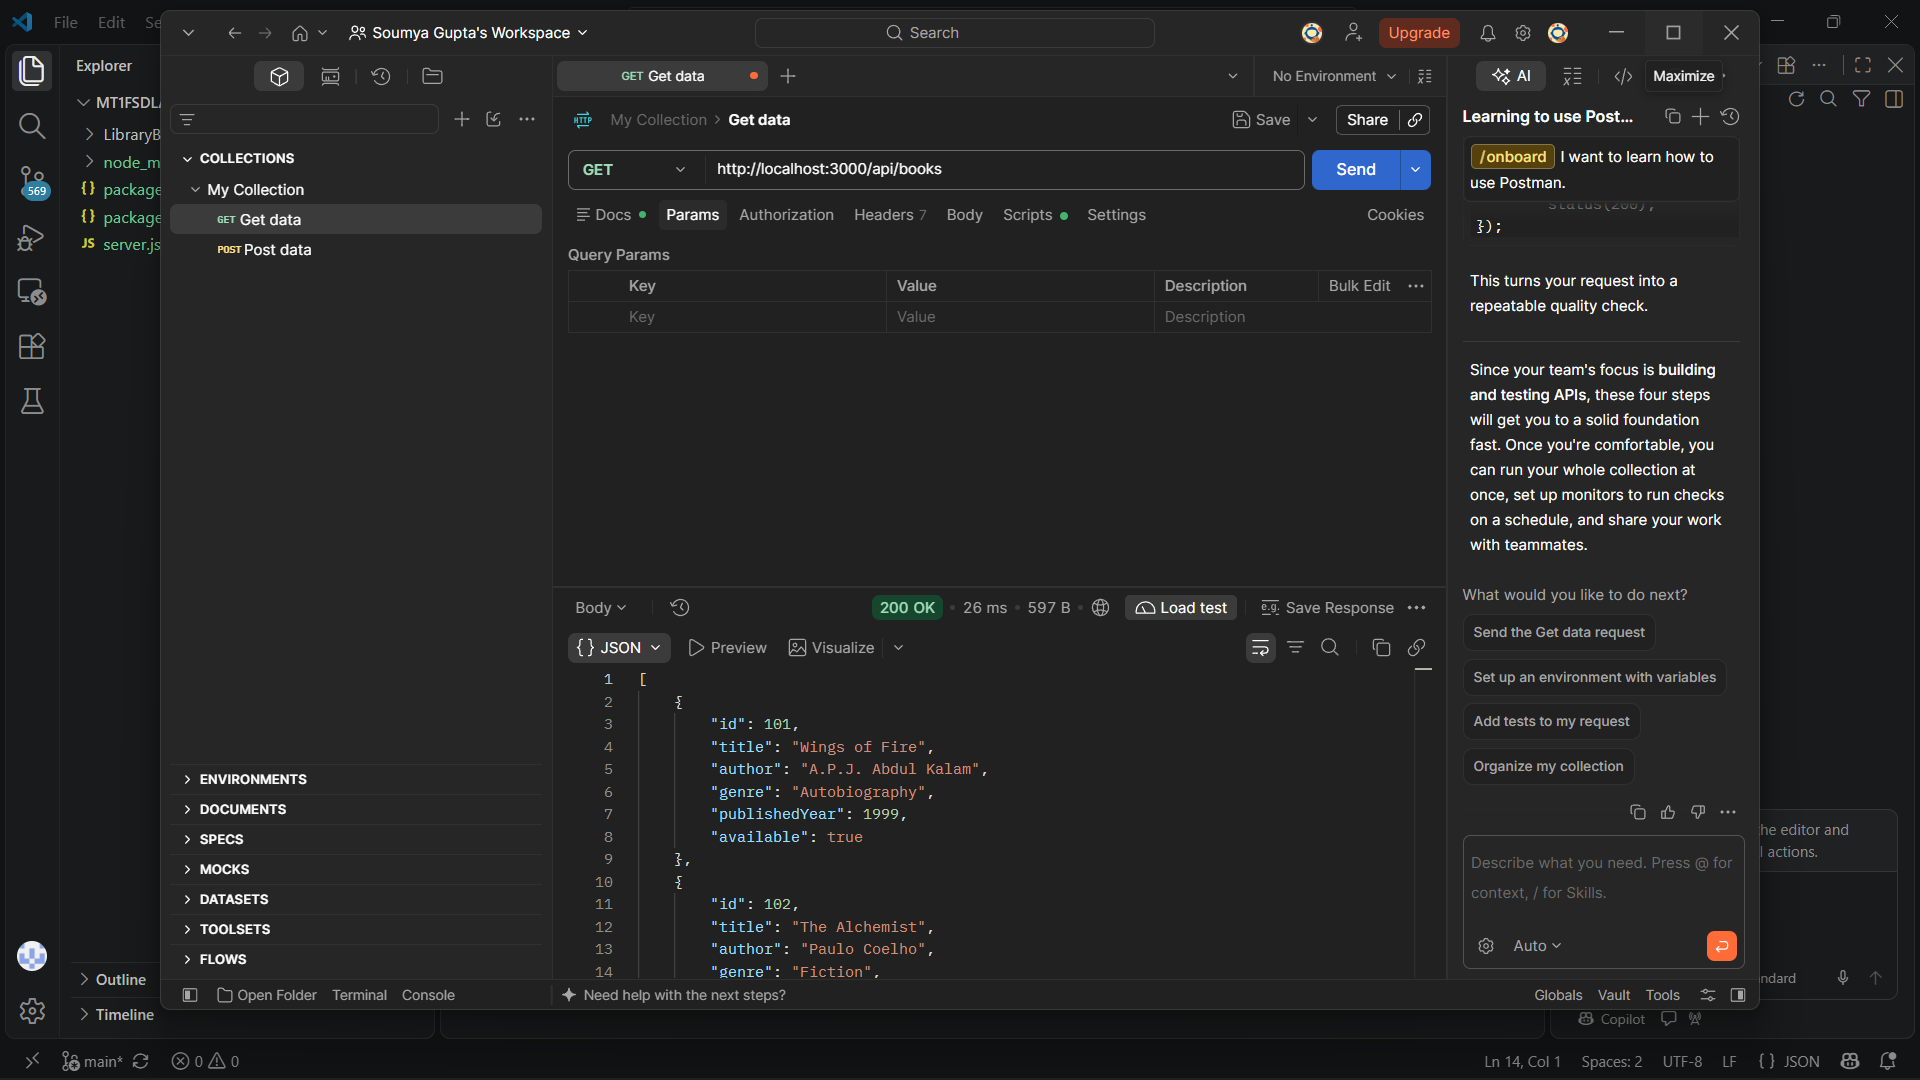 File Edit Se
Explorer
MT1FSDL
LibraryB
node_m
package
package
server.js
569
Outline
Timeline
Soumya Gupta's Workspace
Search
Upgrade
GET Get data
No Environment
AI
Maximize
COLLECTIONS
My Collection
GET Get data
POST Post data
ENVIRONMENTS
DOCUMENTS
SPECS
MOCKS
DATASETS
TOOLSETS
FLOWS
HTTP My Collection > Get data
Save
Share
GET http://localhost:3000/api/books
Send
Docs Params Authorization Headers 7 Body Scripts Settings Cookies
Query Params
Key Value Description Bulk Edit
Key Value Description
Body 200 OK 26 ms 597 B Load test e.g. Save Response
{} JSON Preview Visualize
1 [
2 {
3 "id": 101,
4 "title": "Wings of Fire",
5 "author": "A.P.J. Abdul Kalam",
6 "genre": "Autobiography",
7 "publishedYear": 1999,
8 "available": true
9 },
10 {
11 "id": 102,
12 "title": "The Alchemist",
13 "author": "Paulo Coelho",
14 "genre": "Fiction",
Learning to use Post...
/onboard I want to learn how to
use Postman.
status(200);
});
This turns your request into a
repeatable quality check.
Since your team's focus is building
and testing APIs, these four steps
will get you to a solid foundation
fast. Once you're comfortable, you
can run your whole collection at
once, set up monitors to run checks
on a schedule, and share your work
with teammates.
What would you like to do next?
Send the Get data request
Set up an environment with variables
Add tests to my request
Organize my collection
Describe what you need. Press @ for
context, / for Skills.
Auto
he editor and
l actions.
ndard
Open Folder Terminal Console
Need help with the next steps?
Globals Vault Tools
Copilot
main* 0 0
Ln 14, Col 1 Spaces: 2 UTF-8 LF {} JSON